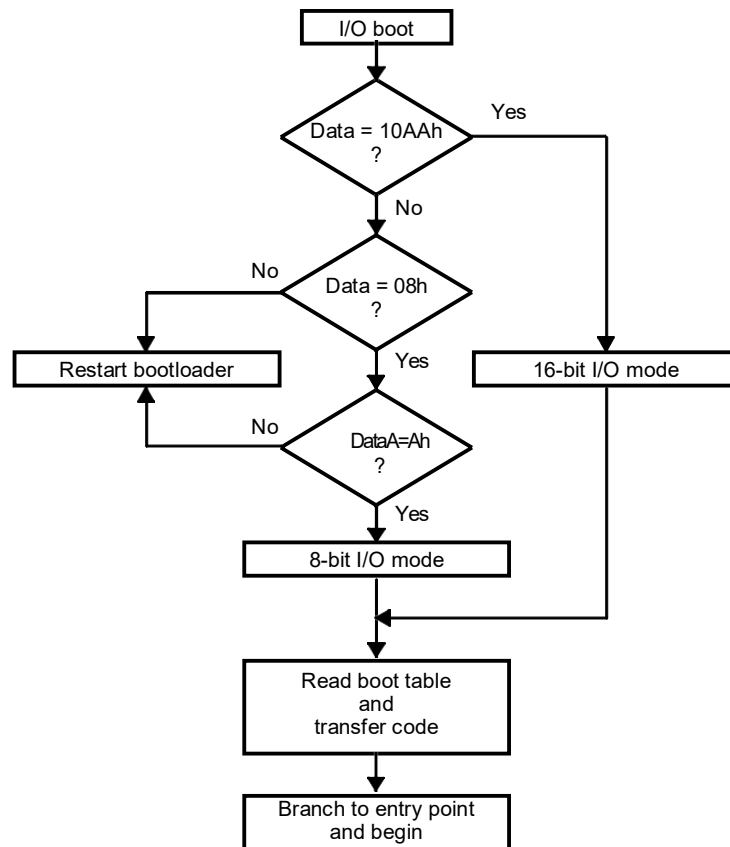 I/O boot
Data = 10AAh
?
Yes
No
Data = 08h
?
No
Yes
Restart bootloader
16-bit I/O mode
DataA=Ah
?
No
Yes
8-bit I/O mode
Read boot table
and
transfer code
Branch to entry point
and begin